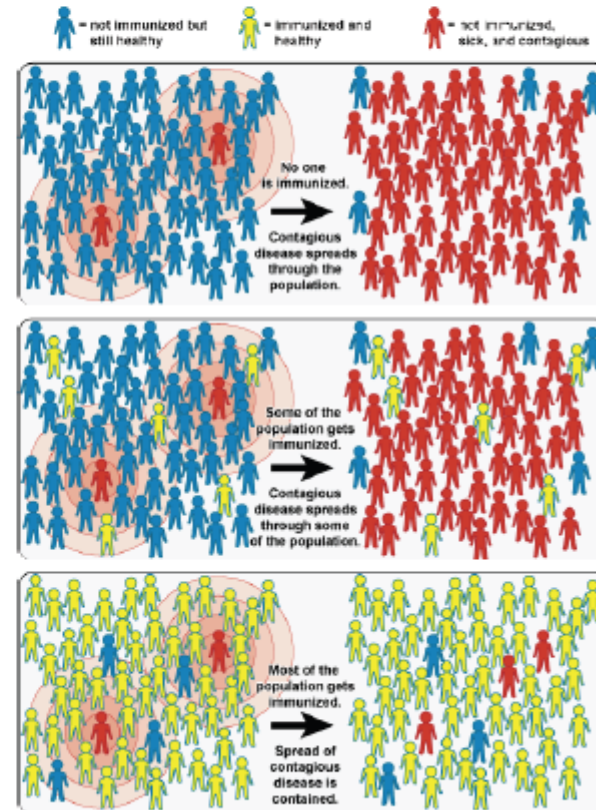 = not immunized but still healthy
= immunized and healthy
= not immunized, sick, and contagious
No one
is immunized.
Contagious
disease spreads
through the
population.
Some of the
population gets
immunized.
Contagious
disease spreads
through some
of the population.
Most of the
population gets
immunized.
Spread of
contagious
disease is
contained.